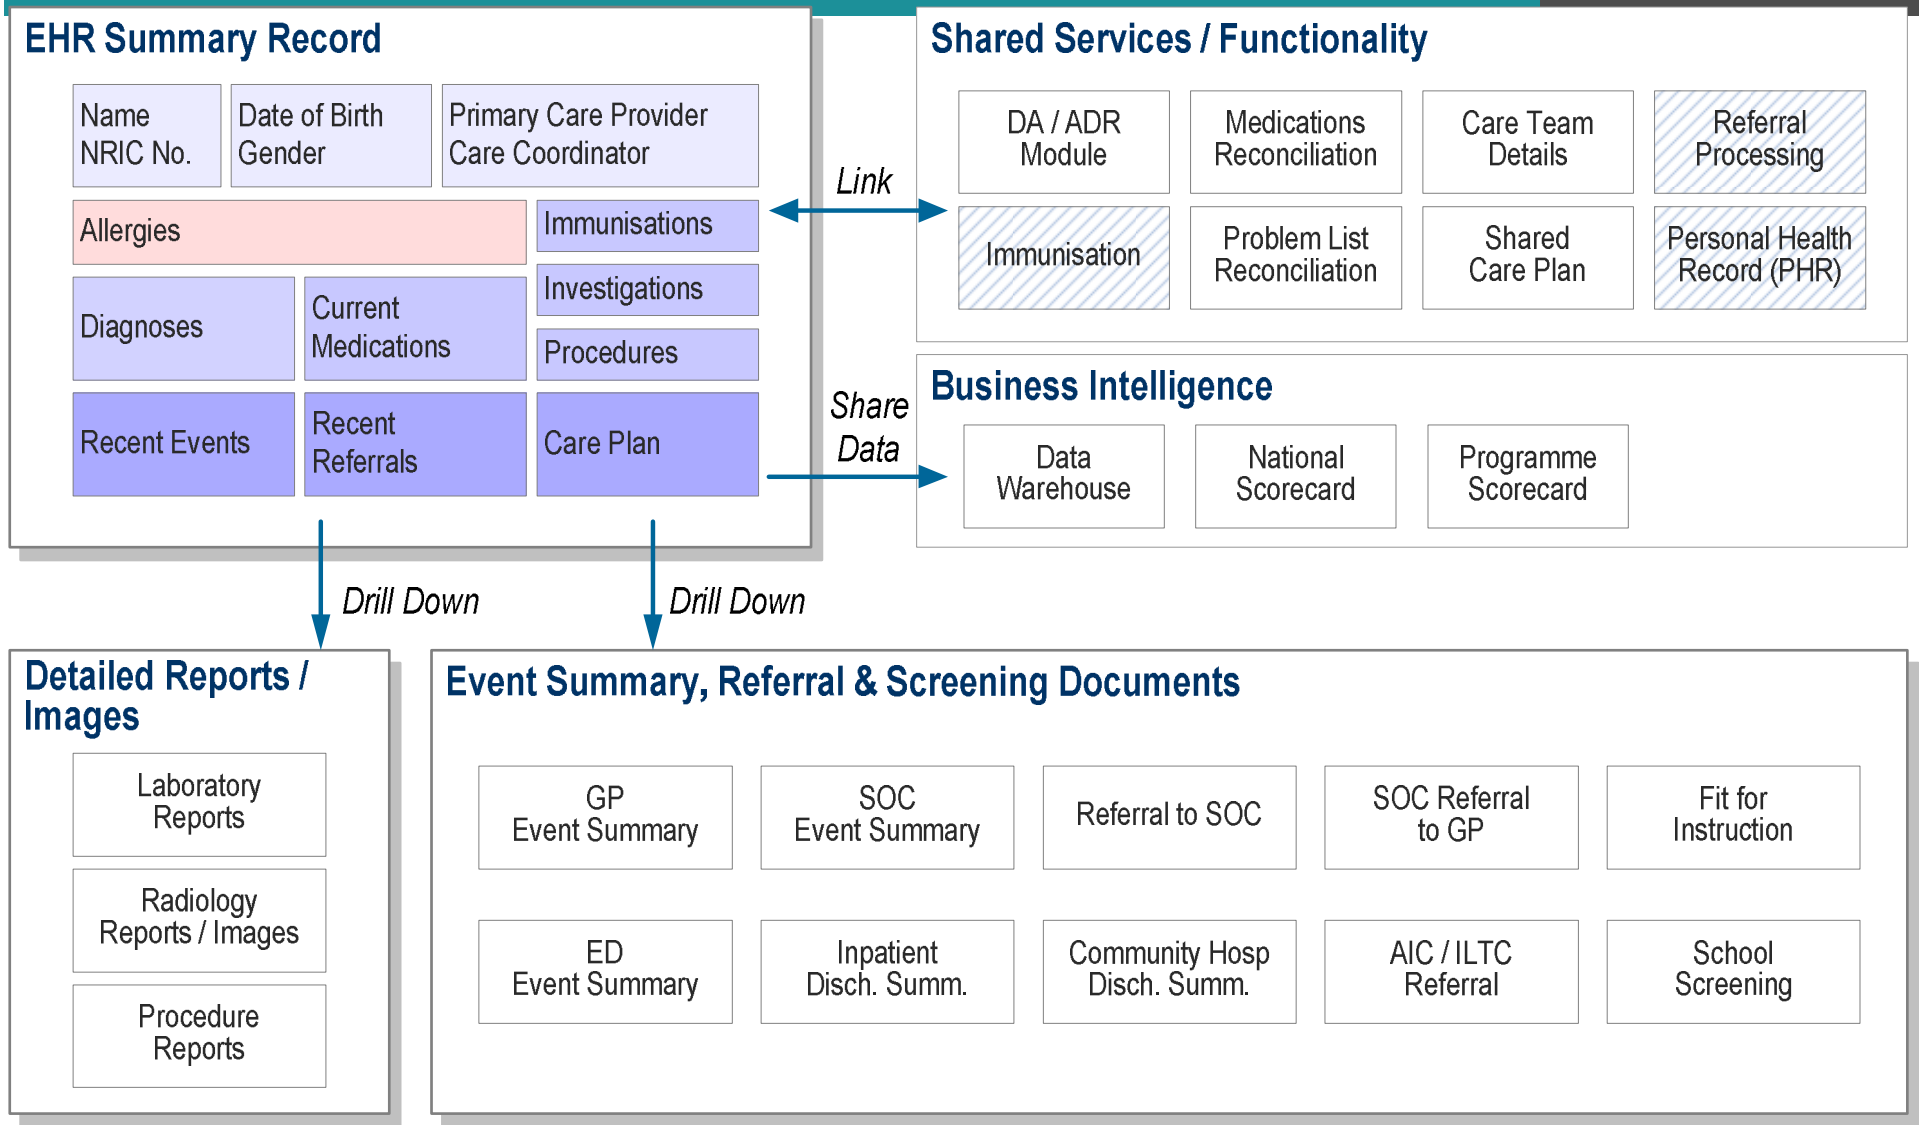 EHR Summary Record
Name
NRIC No.
Date of Birth
Gender
Primary Care Provider
Care Coordinator
Allergies
Immunisations
Investigations
Procedures
Diagnoses
Current
Medications
Recent Events
Recent
Referrals
Care Plan
Link
Share
Data
Shared Services / Functionality
DA / ADR
Module
Medications
Reconciliation
Care Team
Details
Referral
Processing
Immunisation
Problem List
Reconciliation
Shared
Care Plan
Personal Health
Record (PHR)
Business Intelligence
Data
Warehouse
National
Scorecard
Programme
Scorecard
Drill Down
Drill Down
Detailed Reports /
Images
Laboratory
Reports
Radiology
Reports / Images
Procedure
Reports
Event Summary, Referral & Screening Documents
GP
Event Summary
SOC
Event Summary
Referral to SOC
SOC Referral
to GP
Fit for
Instruction
ED
Event Summary
Inpatient
Disch. Summ.
Community Hosp
Disch. Summ.
AIC / ILTC
Referral
School
Screening